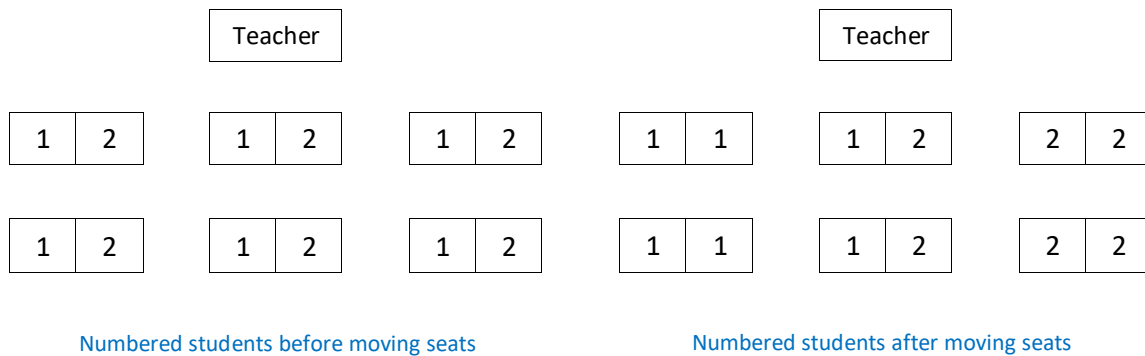 Teacher Teacher
1 2 1 2 1 2 1 1 1 2 2 2
1 2 1 2 1 2 1 1 1 2 2 2
Numbered students before moving seats Numbered students after moving seats